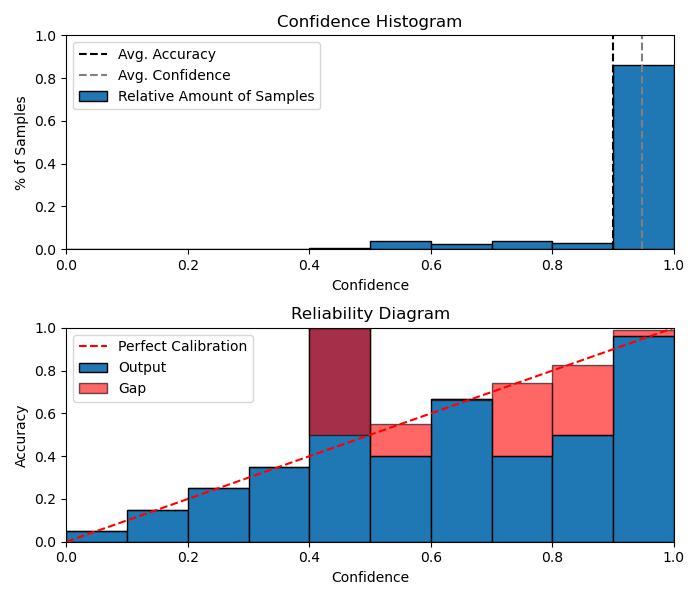 Confidence Histogram
1.0
0.8
0.6
0.4
0.2
0.0
% of Samples
Avg. Accuracy
Avg. Confidence
Relative Amount of Samples
0.0 0.2 0.4 0.6 0.8 1.0
Confidence
Reliability Diagram
1.0
0.8
0.6
0.4
0.2
0.0
Accuracy
Perfect Calibration
Output
Gap
0.0 0.2 0.4 0.6 0.8 1.0
Confidence